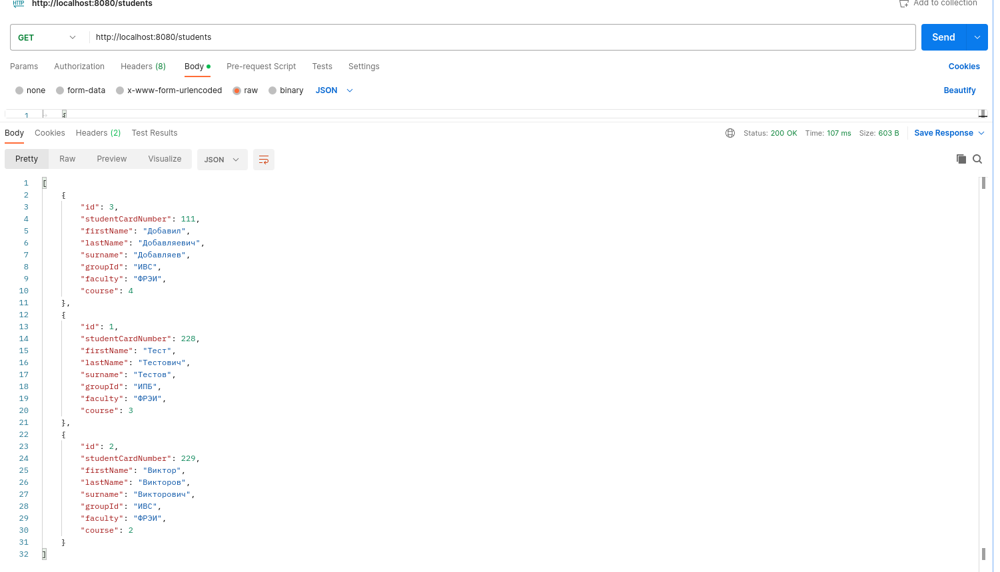 HTTP http://localhost:8080/students Add to collection
GET http://localhost:8080/students Send
Params Authorization Headers (8) Body Pre-request Script Tests Settings Cookies
none form-data x-www-form-urlencoded raw binary JSON Beautify
1 {
Body Cookies Headers (2) Test Results Status: 200 OK Time: 107 ms Size: 603 B Save Response
Pretty Raw Preview Visualize JSON
1 [
2 {
3 "id": 3,
4 "studentCardNumber": 111,
5 "firstName": "Добавил",
6 "lastName": "Добавляевич",
7 "surname": "Добавляев",
8 "groupId": "ИВС",
9 "faculty": "ФРЭИ",
10 "course": 4
11 },
12 {
13 "id": 1,
14 "studentCardNumber": 228,
15 "firstName": "Тест",
16 "lastName": "Тестович",
17 "surname": "Тестов",
18 "groupId": "ИПБ",
19 "faculty": "ФРЭИ",
20 "course": 3
21 },
22 {
23 "id": 2,
24 "studentCardNumber": 229,
25 "firstName": "Виктор",
26 "lastName": "Викторов",
27 "surname": "Викторович",
28 "groupId": "ИВС",
29 "faculty": "ФРЭИ",
30 "course": 2
31 }
32 ]